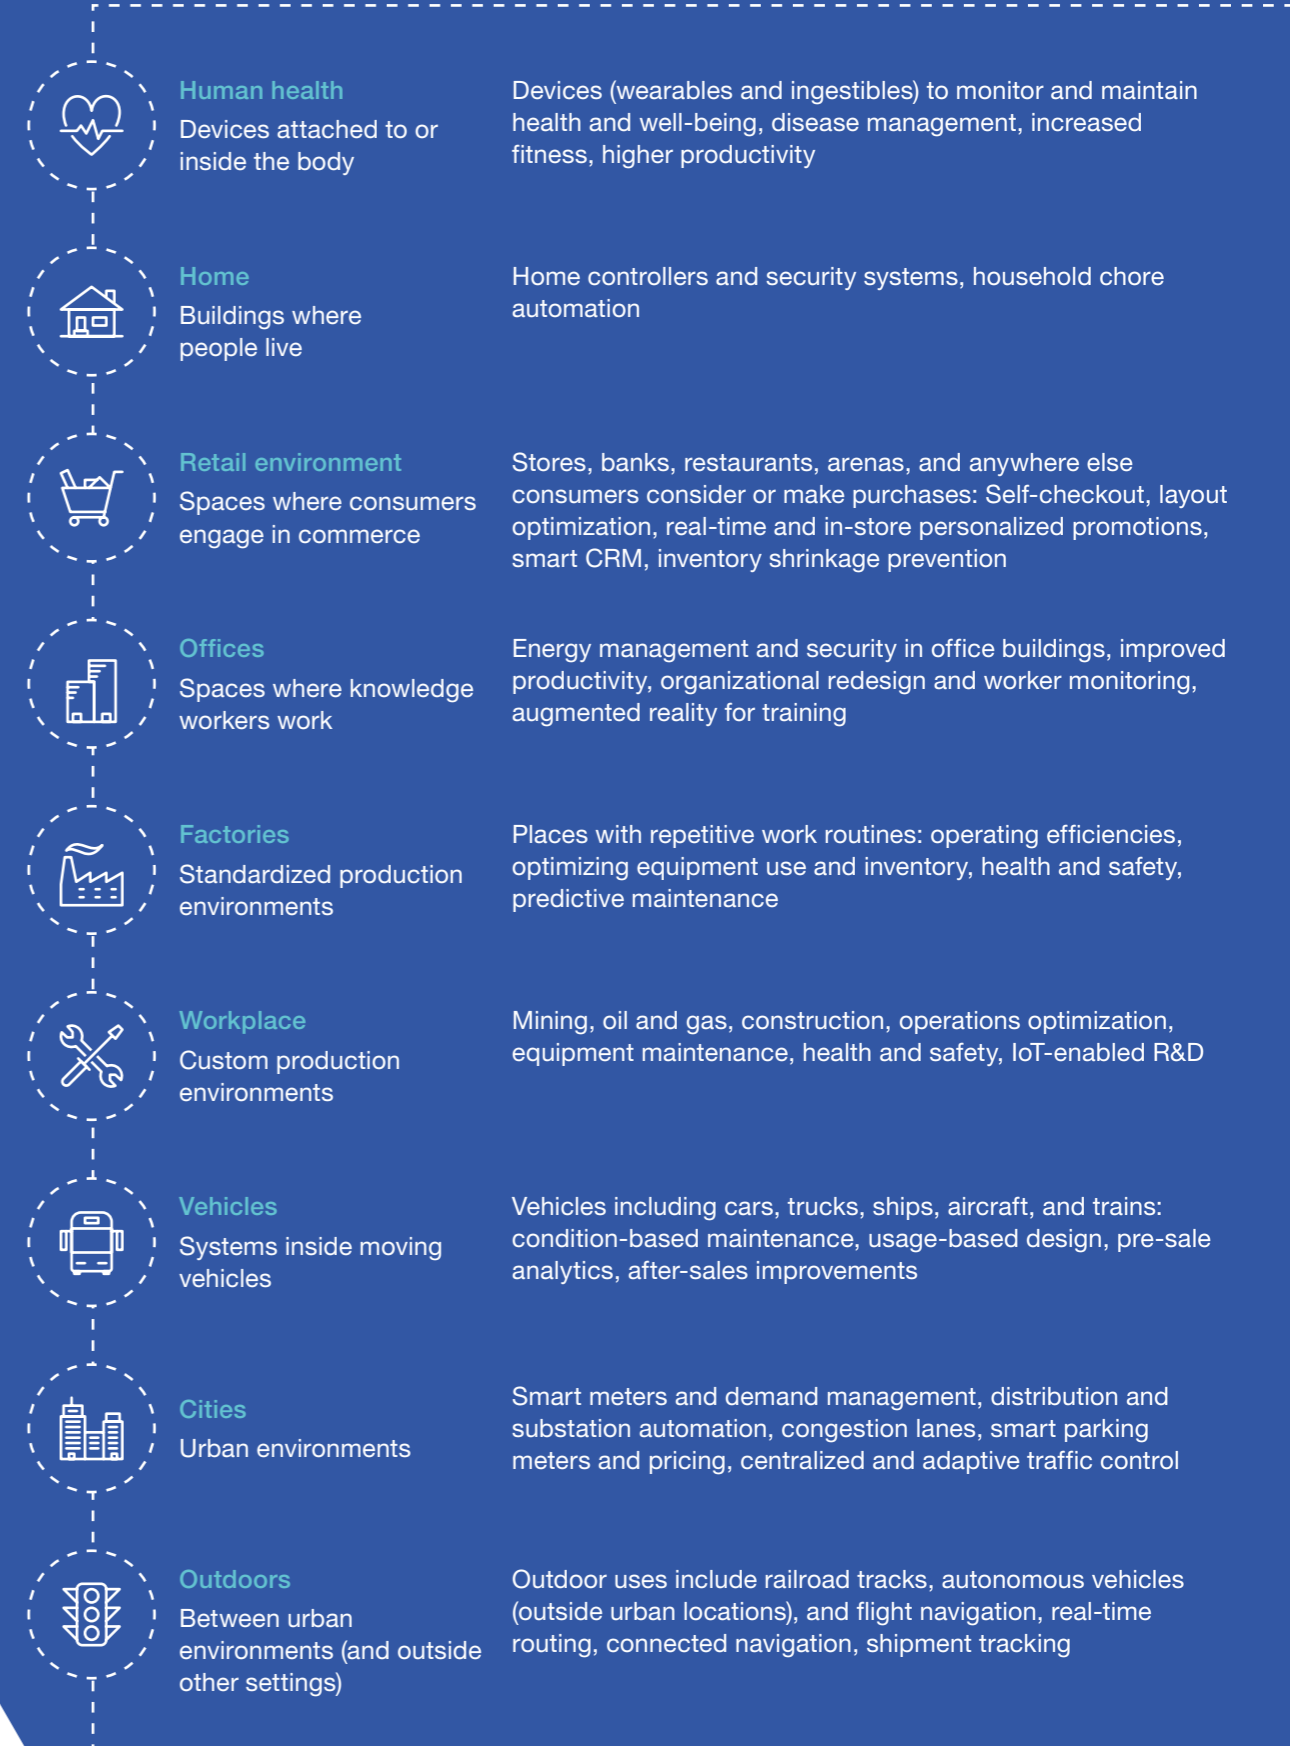 Human health
Devices attached to or
inside the body
Devices (wearables and ingestibles) to monitor and maintain
health and well-being, disease management, increased
fitness, higher productivity
Home
Buildings where
people live
Home controllers and security systems, household chore
automation
Retail environment
Spaces where consumers
engage in commerce
Stores, banks, restaurants, arenas, and anywhere else
consumers consider or make purchases: Self-checkout, layout
optimization, real-time and in-store personalized promotions,
smart CRM, inventory shrinkage prevention
Offices
Spaces where knowledge
workers work
Energy management and security in office buildings, improved
productivity, organizational redesign and worker monitoring,
augmented reality for training
Factories
Standardized production
environments
Places with repetitive work routines: operating efficiencies,
optimizing equipment use and inventory, health and safety,
predictive maintenance
Workplace
Custom production
environments
Mining, oil and gas, construction, operations optimization,
equipment maintenance, health and safety, IoT-enabled R&D
Vehicles
Systems inside moving
vehicles
Vehicles including cars, trucks, ships, aircraft, and trains:
condition-based maintenance, usage-based design, pre-sale
analytics, after-sales improvements
Cities
Urban environments
Smart meters and demand management, distribution and
substation automation, congestion lanes, smart parking
meters and pricing, centralized and adaptive traffic control
Outdoors
Between urban
environments (and outside
other settings)
Outdoor uses include railroad tracks, autonomous vehicles
(outside urban locations), and flight navigation, real-time
routing, connected navigation, shipment tracking